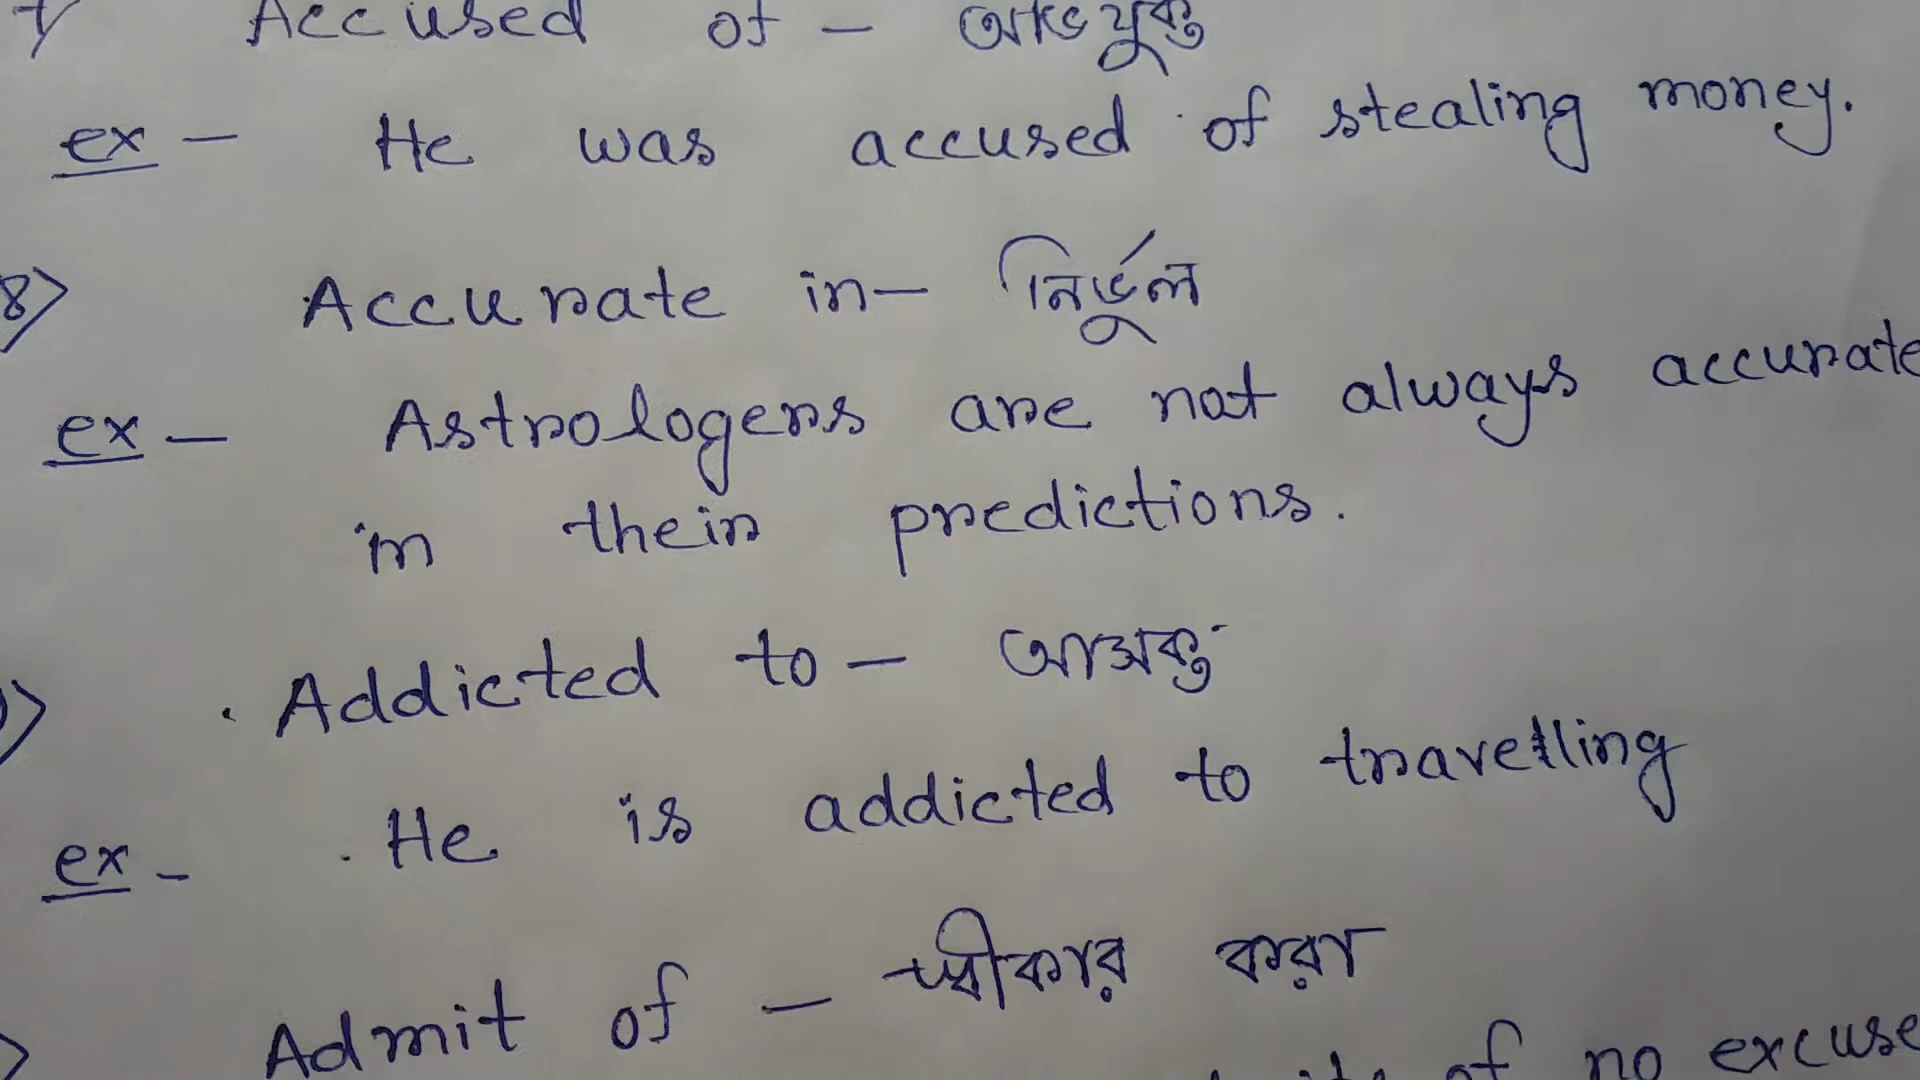 Accused of - অভিযুক্ত
ex - He was accused of stealing money.
8> Accurate in - নির্ভুল
ex - Astrologers are not always accurate
in their predictions.
> Addicted to - আসক্ত
ex - He is addicted to travelling
> Admit of - স্বীকার করা
of no excuse